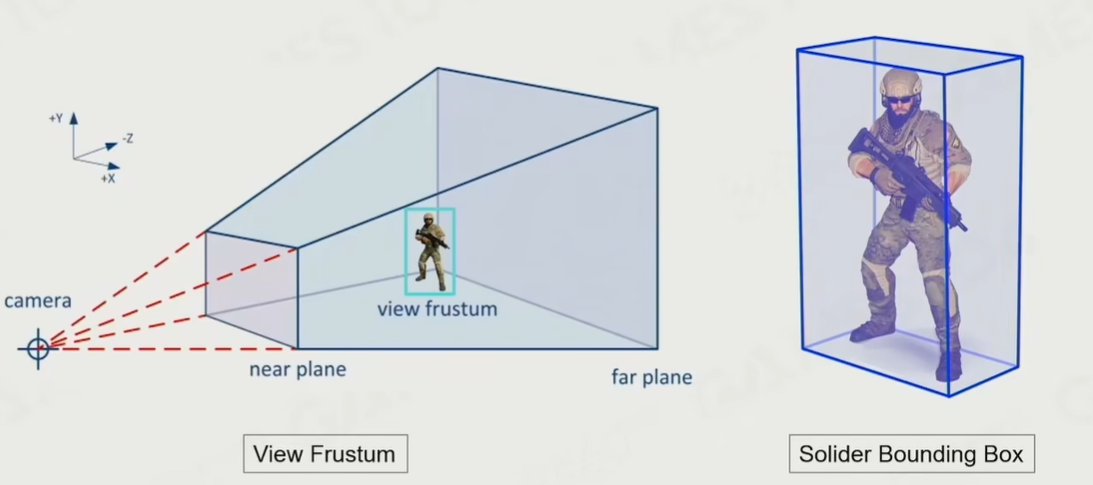 +Y
-Z
+X
camera
view frustum
near plane
far plane
View Frustum
Solider Bounding Box